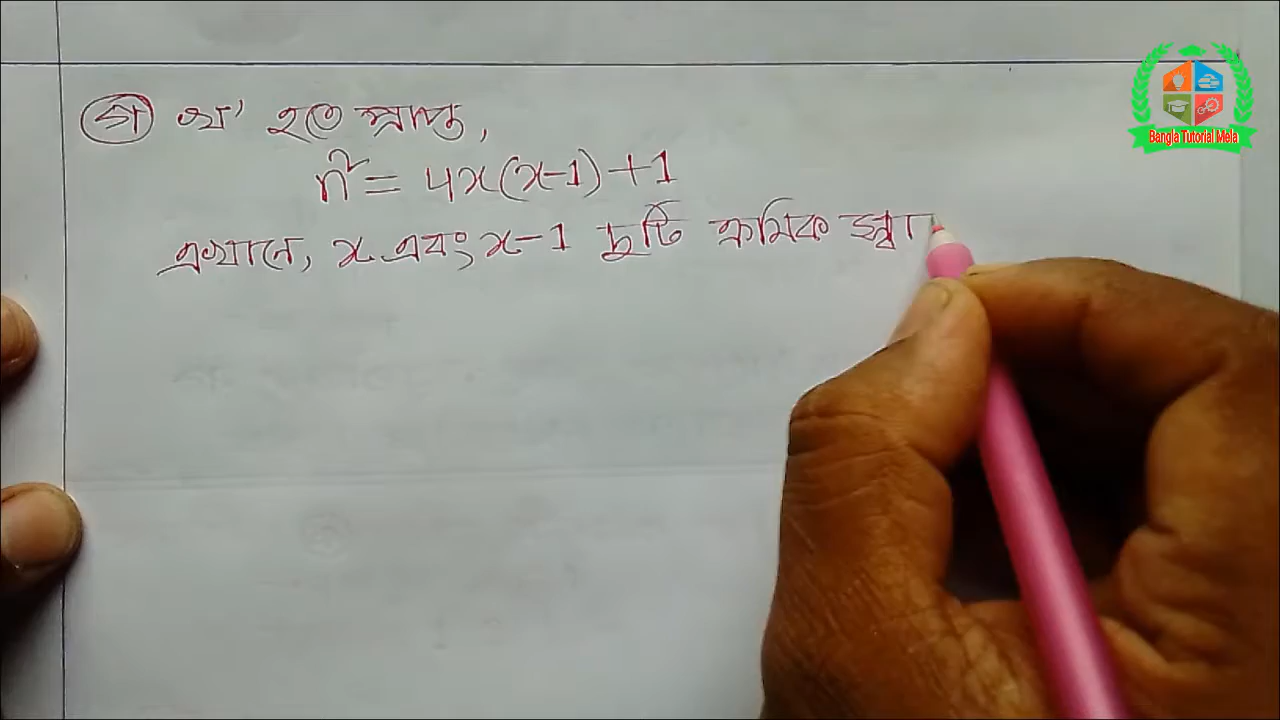 গ খ' হতে প্রাপ্ত,
n² = 4x(x-1)+1
এখানে, x এবং x-1 দুটি ক্রমিক স্বা
Bangla Tutorial Mela